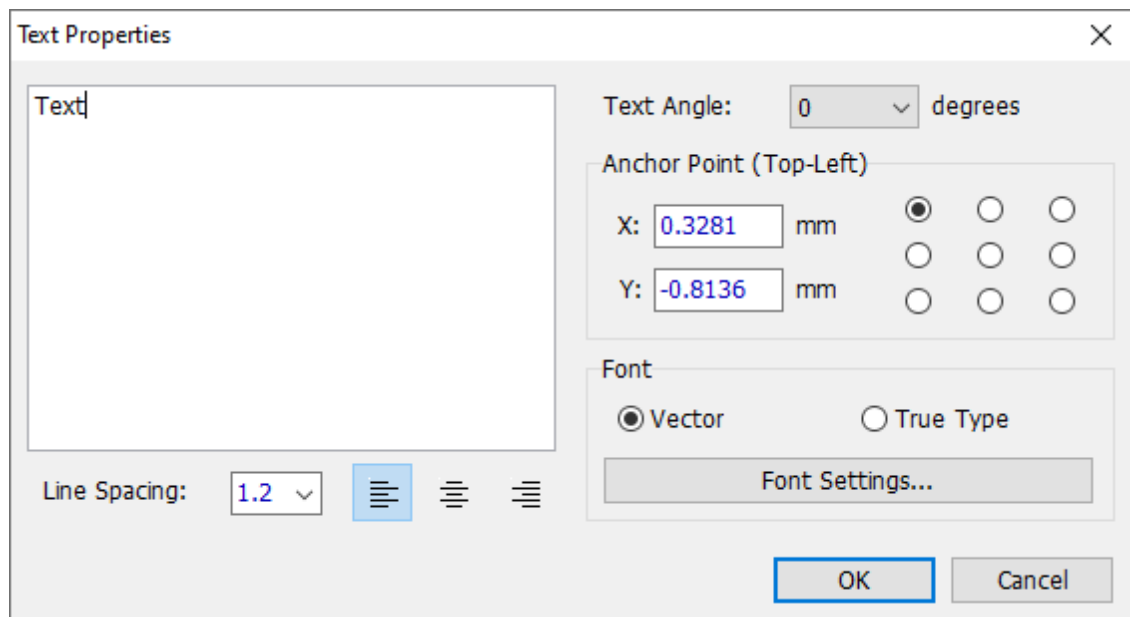 Text Properties
Text
Text Angle: 0 degrees
Anchor Point (Top-Left)
X: 0.3281 mm
Y: -0.8136 mm
Font
Vector True Type
Font Settings...
Line Spacing: 1.2
OK Cancel